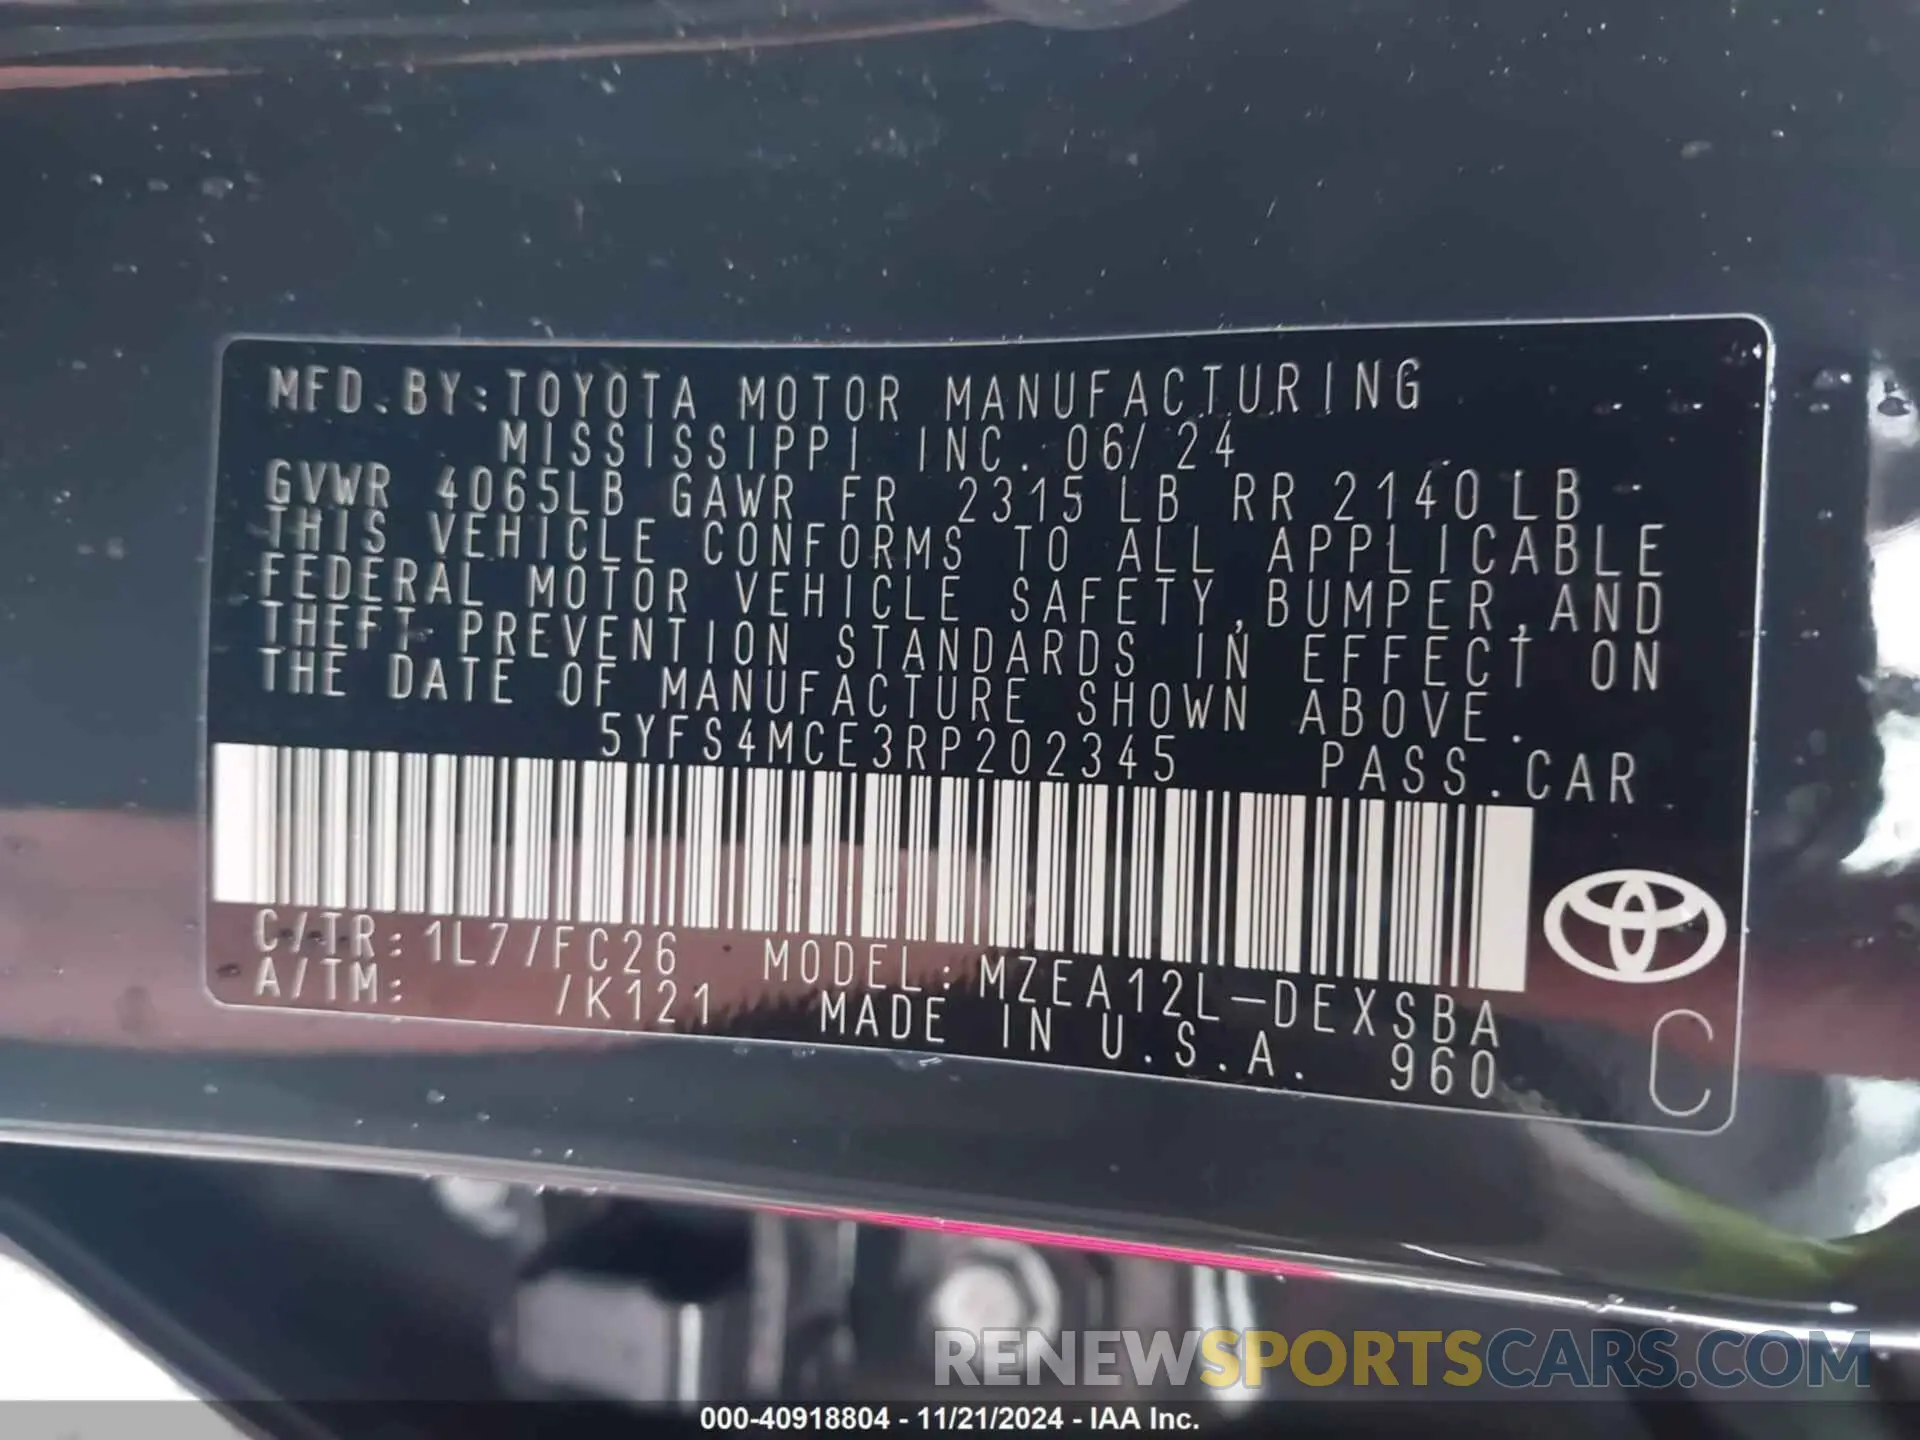 MFD.BY:TOYOTA MOTOR MANUFACTURING
MISSISSIPPI INC. 06/24
GVWR 4065LB GAWR FR 2315LB RR 2140LB
THIS VEHICLE CONFORMS TO ALL APPLICABLE
FEDERAL MOTOR VEHICLE SAFETY,BUMPER,AND
THEFT PREVENTION STANDARDS IN EFFECT ON
THE DATE OF MANUFACTURE SHOWN ABOVE.
5YFS4MCE3RP202345 PASS.CAR
C/TR:1L7/FC26 MODEL:MZEA12L-DEXSBA
A/TM: /K121 MADE IN U.S.A. 960
C
RENEWSPORTSCARS.COM
000-40918804 - 11/21/2024 - IAA Inc.